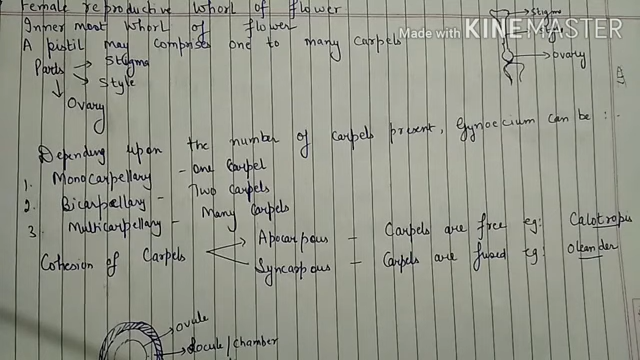 Female reproductive whorl of flower
Inner most whorl of flower
A pistil may comprises one to many carpels
Made with KINEMASTER
Parts → Stigma
→ Style
↓
Ovary
stigma
ovary
Depending upon the number of carpels present, Gynoecium can be :-
1. Monocarpellary - One carpel
2. Bicarpellary - Two carpels
3. Multicarpellary - Many carpels
Cohesion of Carpels
Apocarpous - Carpels are free eg: Calotropis
Syncarpous - Carpels are fused eg: Oleander
ovule
Locule/chamber